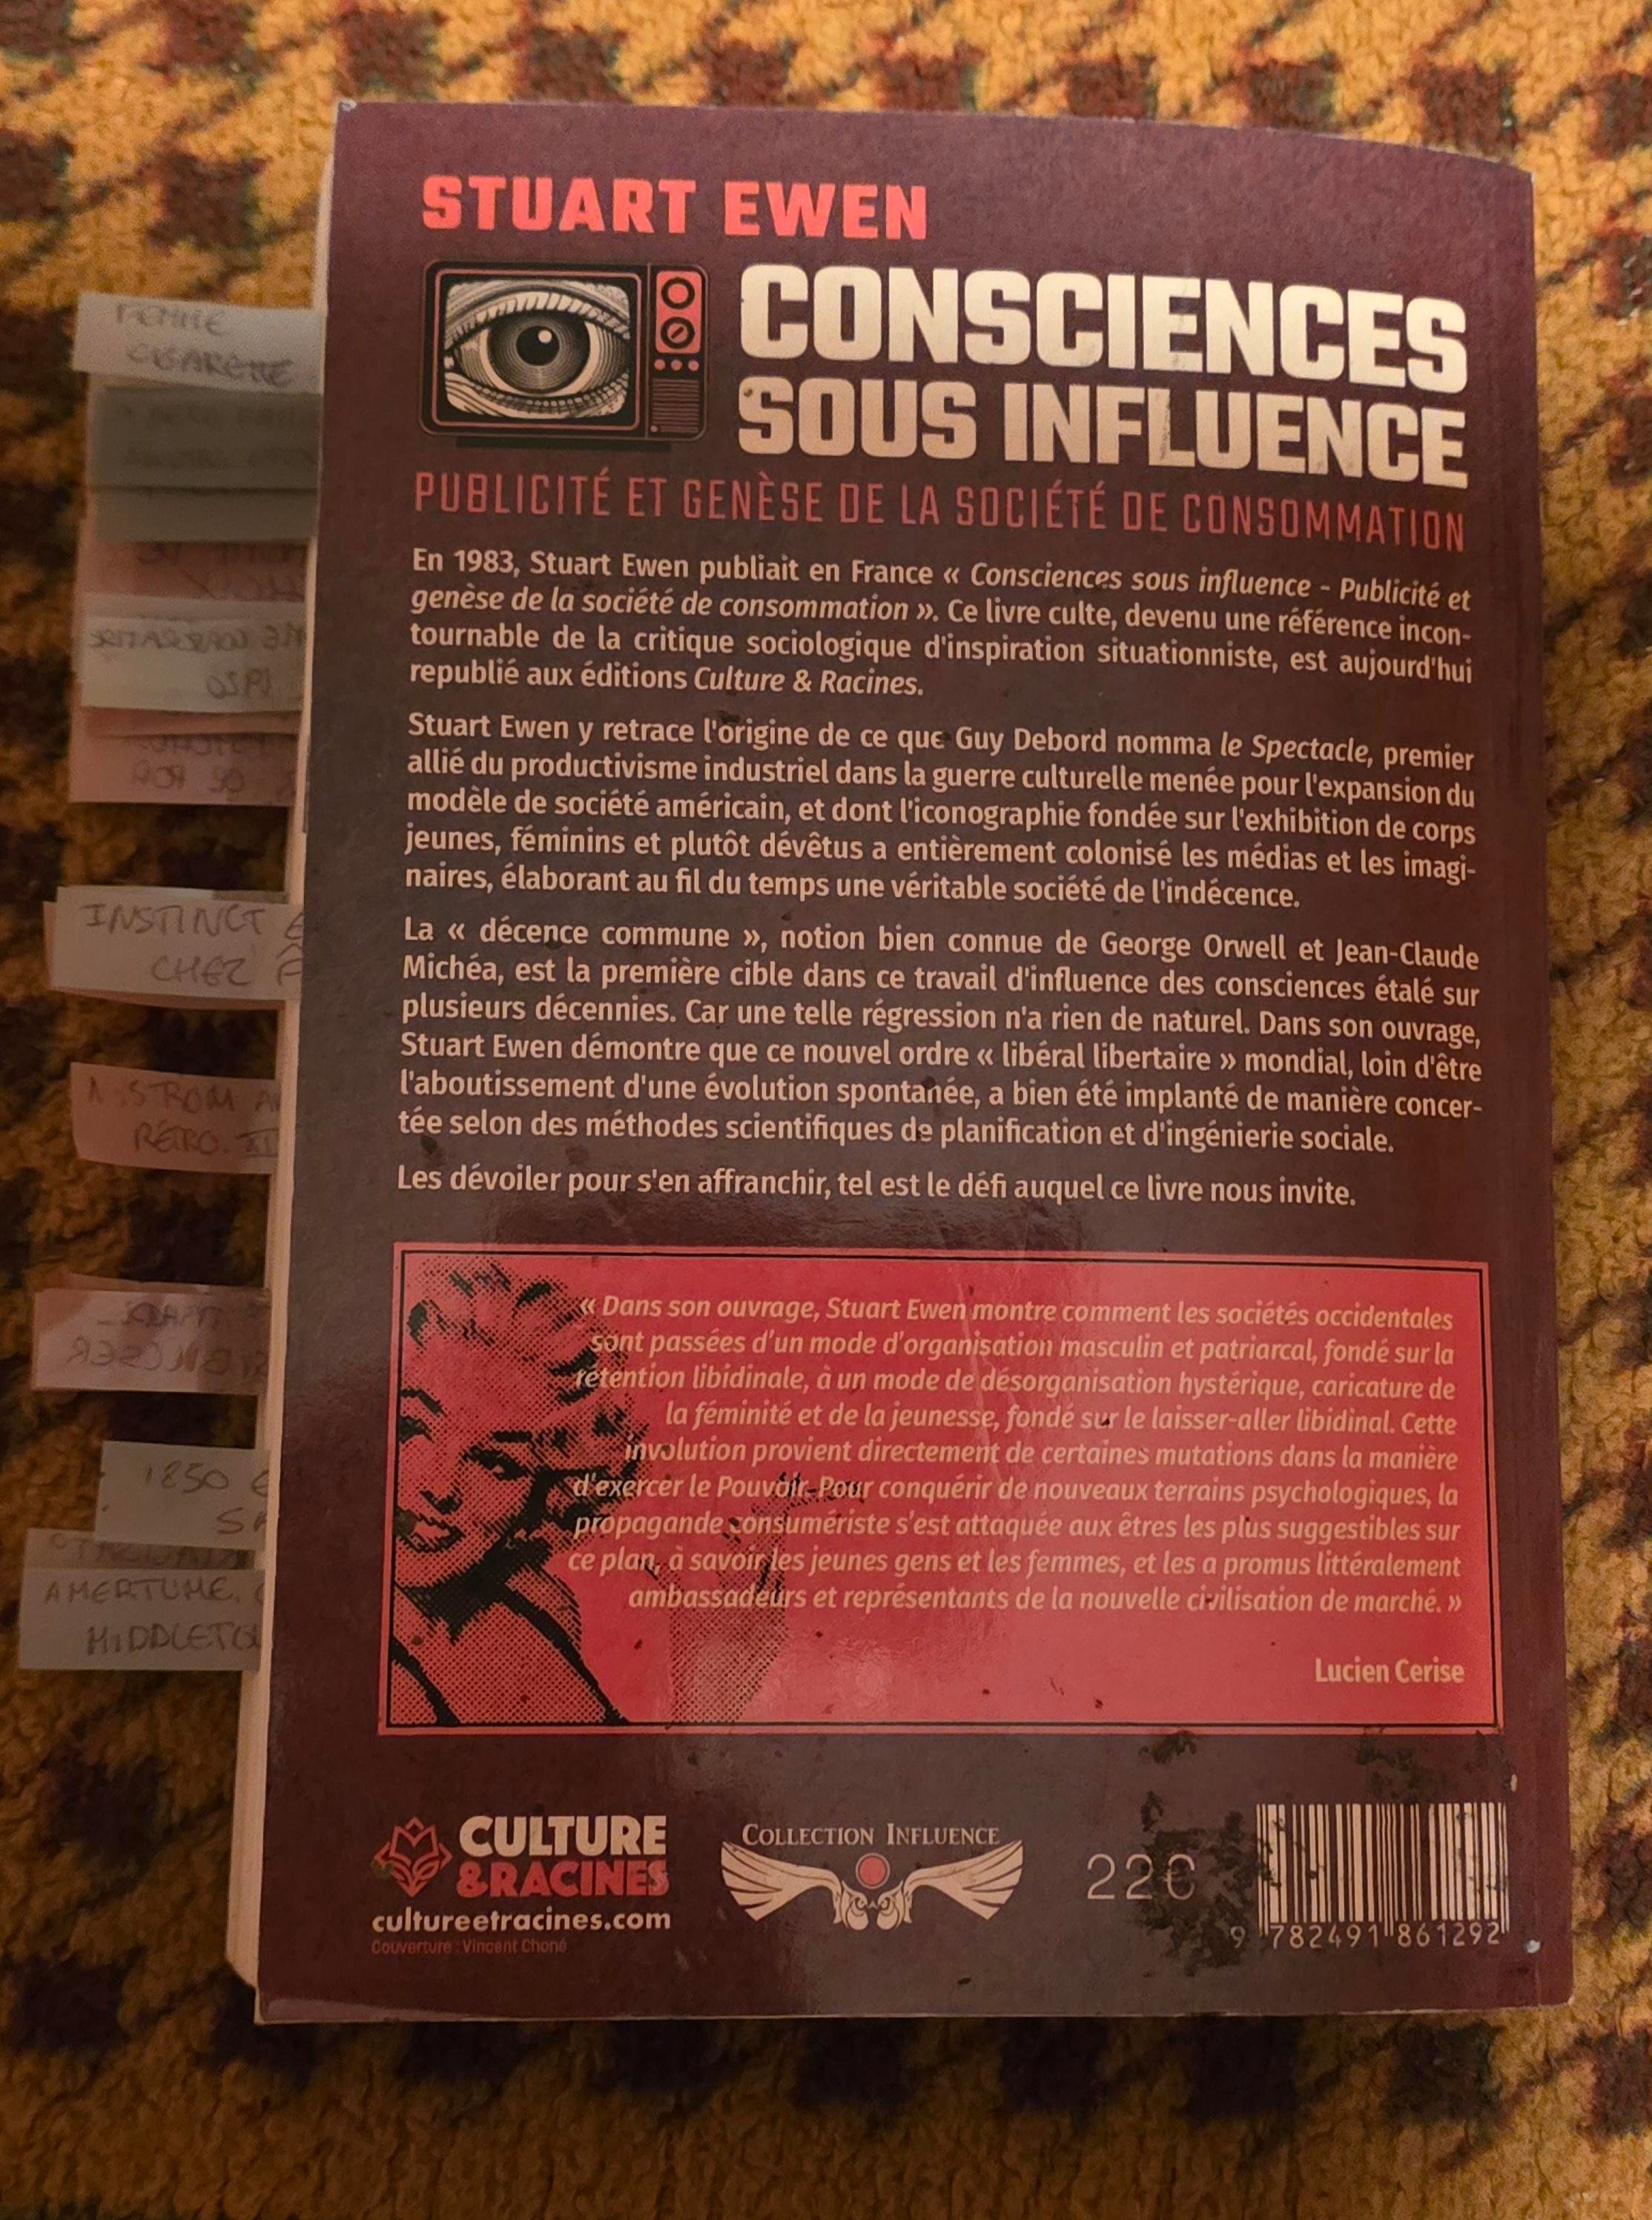 STUART EWEN
CONSCIENCES
SOUS INFLUENCE
PUBLICITÉ ET GENÈSE DE LA SOCIÉTÉ DE CONSOMMATION
En 1983, Stuart Ewen publiait en France « Consciences sous influence - Publicité et
genèse de la société de consommation ». Ce livre culte, devenu une référence incon-
tournable de la critique sociologique d'inspiration situationniste, est aujourd'hui
republié aux éditions Culture & Racines.
Stuart Ewen y retrace l'origine de ce que Guy Debord nomma le Spectacle, premier
allié du productivisme industriel dans la guerre culturelle menée pour l'expansion du
modèle de société américain, et dont l'iconographie fondée sur l'exhibition de corps
jeunes, féminins et plutôt dévêtus a entièrement colonisé les médias et les imagi-
naires, élaborant au fil du temps une véritable société de l'indécence.
La « décence commune », notion bien connue de George Orwell et Jean-Claude
Michéa, est la première cible dans ce travail d'influence des consciences étalé sur
plusieurs décennies. Car une telle régression n'a rien de naturel. Dans son ouvrage,
Stuart Ewen démontre que ce nouvel ordre « libéral libertaire » mondial, loin d'être
l'aboutissement d'une évolution spontanée, a bien été implanté de manière concer-
tée selon des méthodes scientifiques de planification et d'ingénierie sociale.
Les dévoiler pour s'en affranchir, tel est le défi auquel ce livre nous invite.
« Dans son ouvrage, Stuart Ewen montre comment les sociétés occidentales
sont passées d'un mode d'organisation masculin et patriarcal, fondé sur la
rétention libidinale, à un mode de désorganisation hystérique, caricature de
la féminité et de la jeunesse, fondé sur le laisser-aller libidinal. Cette
involution provient directement de certaines mutations dans la manière
d'exercer le Pouvoir. Pour conquérir de nouveaux terrains psychologiques, la
propagande consumériste s'est attaquée aux êtres les plus suggestibles sur
ce plan, à savoir les jeunes gens et les femmes, et les a promus littéralement
ambassadeurs et représentants de la nouvelle civilisation de marché. »
Lucien Cerise
CULTURE
&RACINES
cultureetracines.com
Couverture : Vincent Choné
COLLECTION INFLUENCE
22€
9 782491 861292
FEMME
CIGARETTE
INSTINCT
CHEZ
RÉTRO.
1850
AMERTUME.